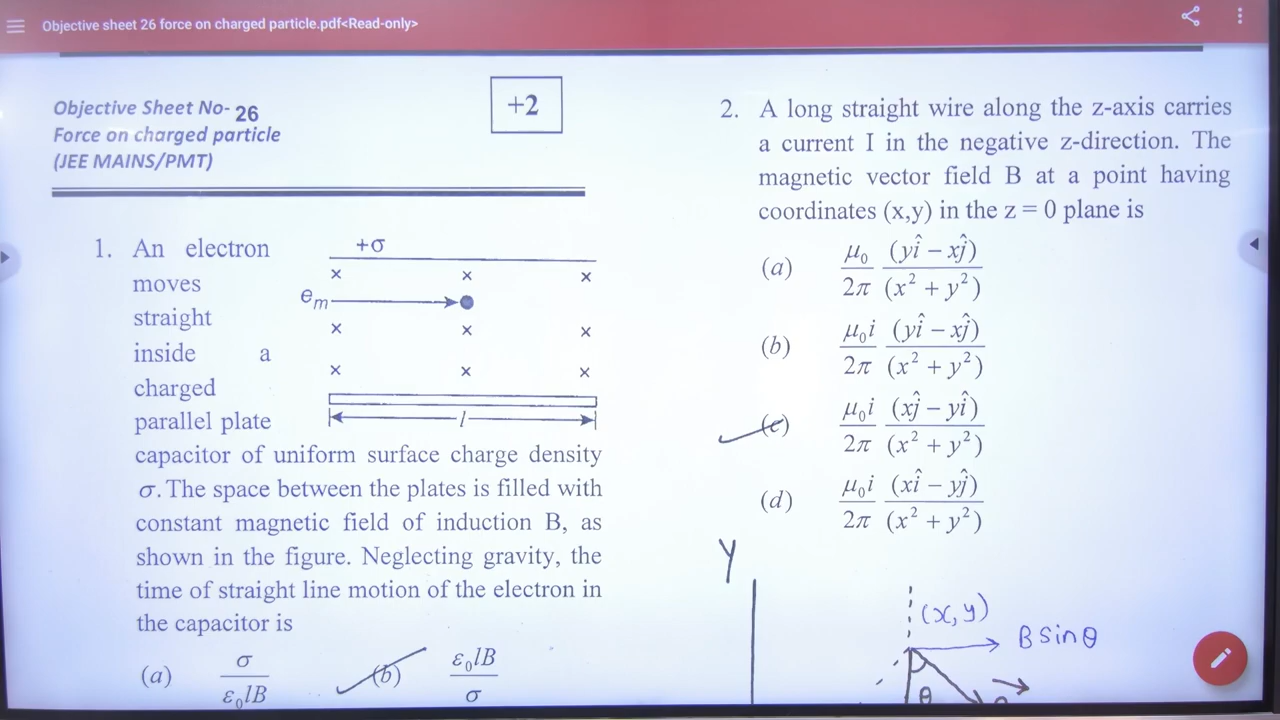 Objective sheet 26 force on charged particle.pdf<Read-only>
Objective Sheet No- 26
Force on charged particle
(JEE MAINS/PMT)
+2
1. An electron
moves
straight
inside a
charged
parallel plate
capacitor of uniform surface charge density
σ.The space between the plates is filled with
constant magnetic field of induction B, as
shown in the figure. Neglecting gravity, the
time of straight line motion of the electron in
the capacitor is
+σ
× × ×
e_m
× × ×
× × ×
l
(a) σ / ε₀lB (b) ε₀lB / σ
2. A long straight wire along the z-axis carries
a current I in the negative z-direction. The
magnetic vector field B at a point having
coordinates (x,y) in the z = 0 plane is
(a) μ₀/2π (yî − xĵ)/(x² + y²)
(b) μ₀i/2π (yî − xĵ)/(x² + y²)
(c) μ₀i/2π (xĵ − yî)/(x² + y²)
(d) μ₀i/2π (xî − yĵ)/(x² + y²)
Y
(x,y)
B sinθ
θ